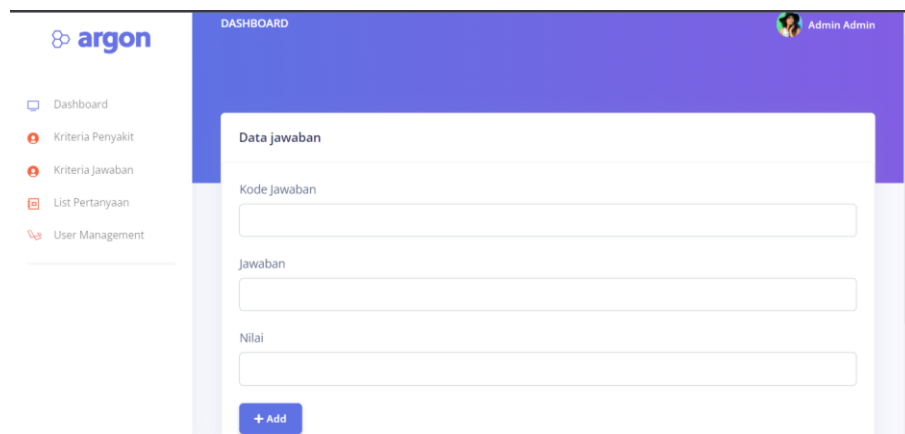 argon
DASHBOARD
Admin Admin
Dashboard
Kriteria Penyakit
Kriteria Jawaban
List Pertanyaan
User Management
Data jawaban
Kode Jawaban
Jawaban
Nilai
+ Add